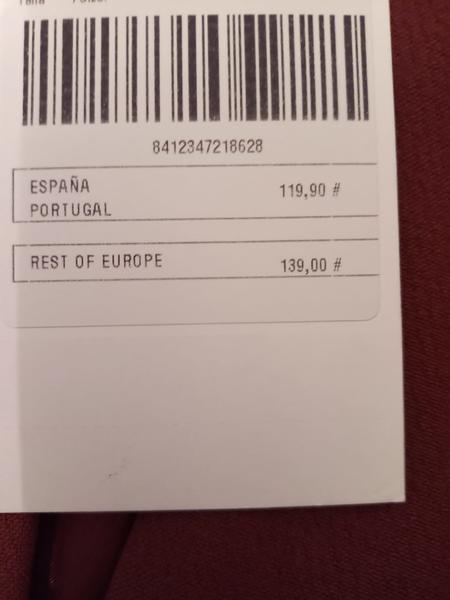 8412347218628
ESPAÑA 119,90 #
PORTUGAL
REST OF EUROPE 139,00 #